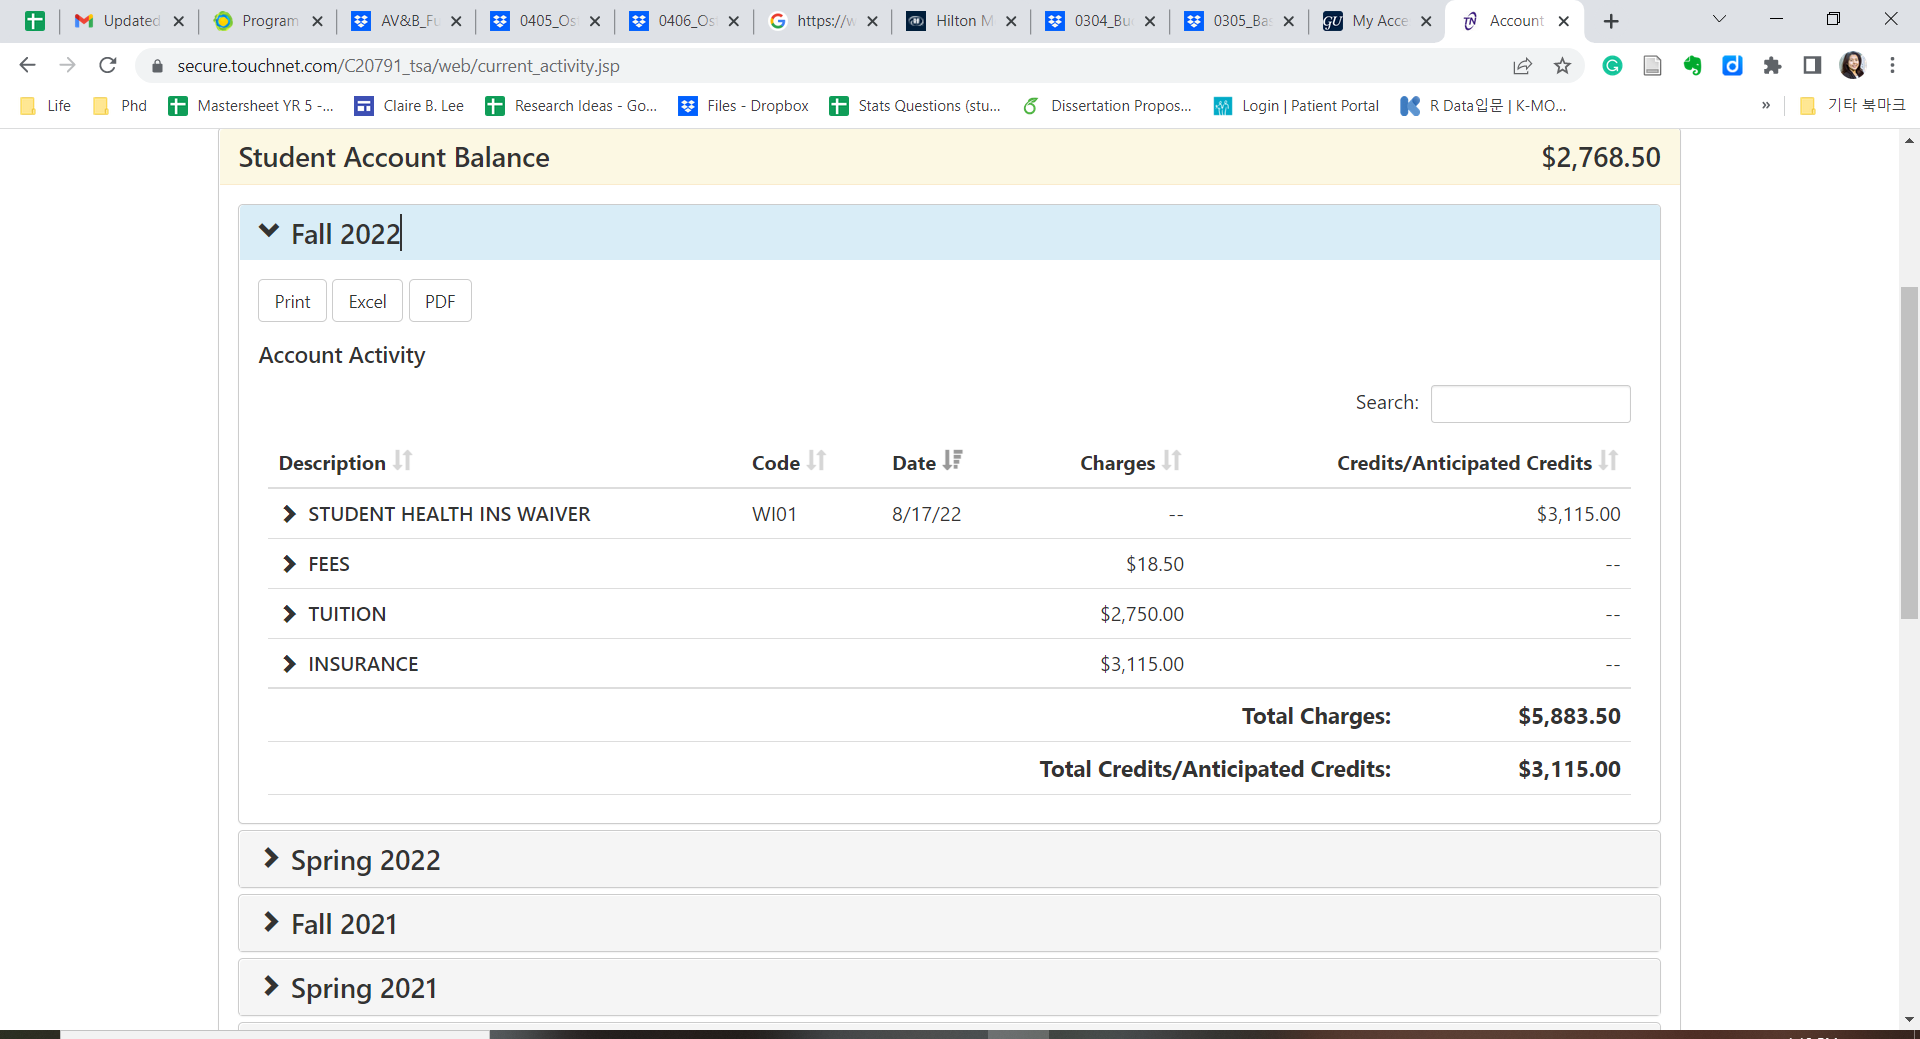 Updated
Program
AV&B_Fu
0405_Os
0406_Os
https://w
Hilton M
0304_Bu
0305_Ba
GU
My Acce
Account
secure.touchnet.com/C20791_tsa/web/current_activity.jsp
Life
Phd
Mastersheet YR 5 -...
Claire B. Lee
Research Ideas - Go...
Files - Dropbox
Stats Questions (stu...
Dissertation Propos...
Login | Patient Portal
R Data입문 | K-MO...
»
기타 북마크
Student Account Balance $2,768.50
Fall 2022
Print Excel PDF
Account Activity
Search:
Description Code Date Charges Credits/Anticipated Credits
STUDENT HEALTH INS WAIVER WI01 8/17/22 -- $3,115.00
FEES $18.50 --
TUITION $2,750.00 --
INSURANCE $3,115.00 --
Total Charges: $5,883.50
Total Credits/Anticipated Credits: $3,115.00
Spring 2022
Fall 2021
Spring 2021